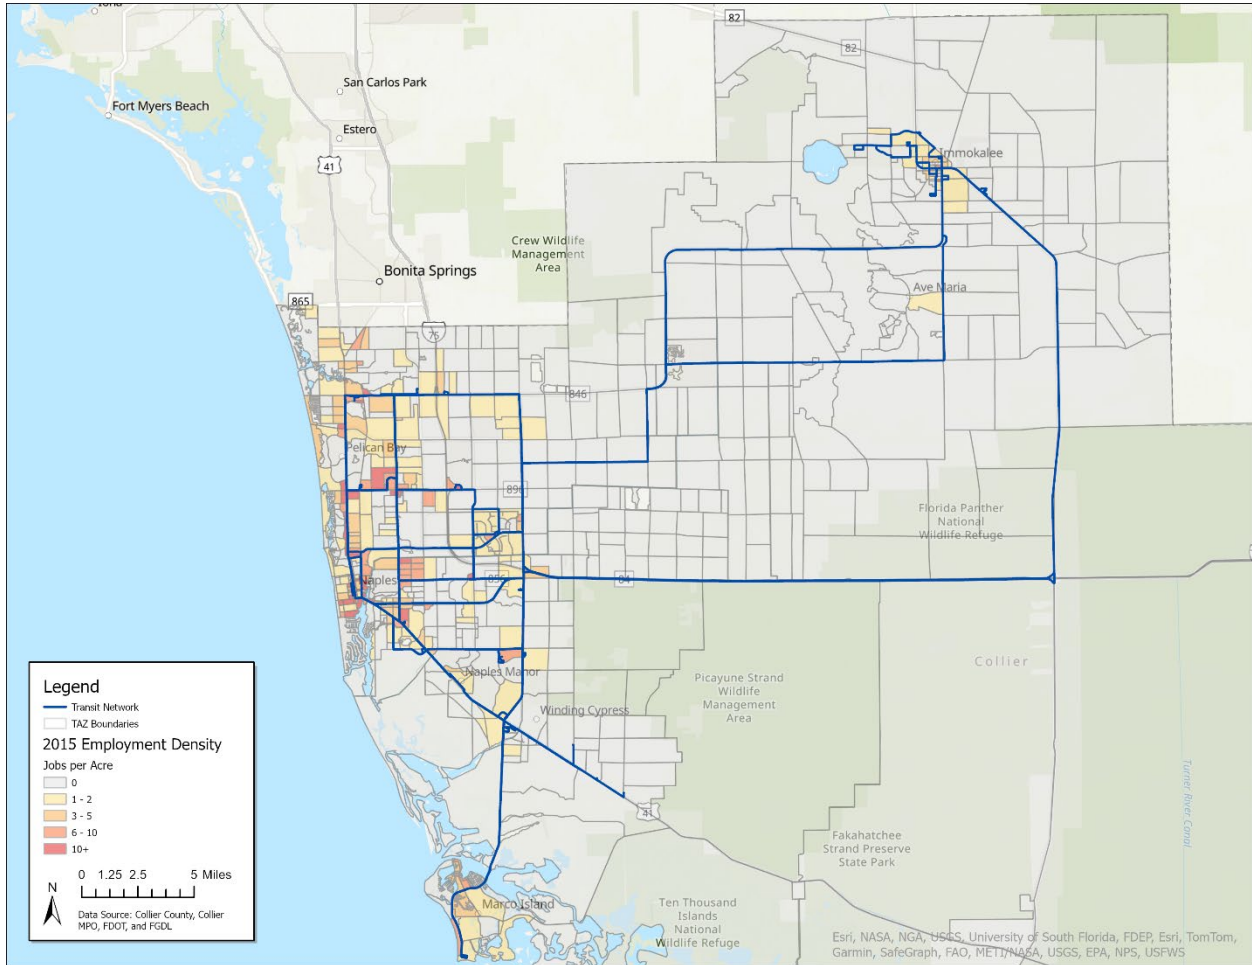 Iona
82
82
San Carlos Park
Fort Myers Beach
Estero
41
Immokalee
Crew Wildlife
Management
Area
Bonita Springs
Ave Maria
865
75
846
Pelican Bay
896
Florida Panther
National
Wildlife Refuge
Naples
856
84
Collier
Naples Manor
Picayune Strand
Wildlife
Management
Area
Winding Cypress
Turner River Canal
41
Fakahatchee
Strand Preserve
State Park
Marco Island
Ten Thousand
Islands
National
Wildlife Refuge
Legend
Transit Network
TAZ Boundaries
2015 Employment Density
Jobs per Acre
0
1 - 2
3 - 5
6 - 10
10+
0 1.25 2.5 5 Miles
N
Data Source: Collier County, Collier
MPO, FDOT, and FGDL
Esri, NASA, NGA, USGS, University of South Florida, FDEP, Esri, TomTom,
Garmin, SafeGraph, FAO, METI/NASA, USGS, EPA, NPS, USFWS